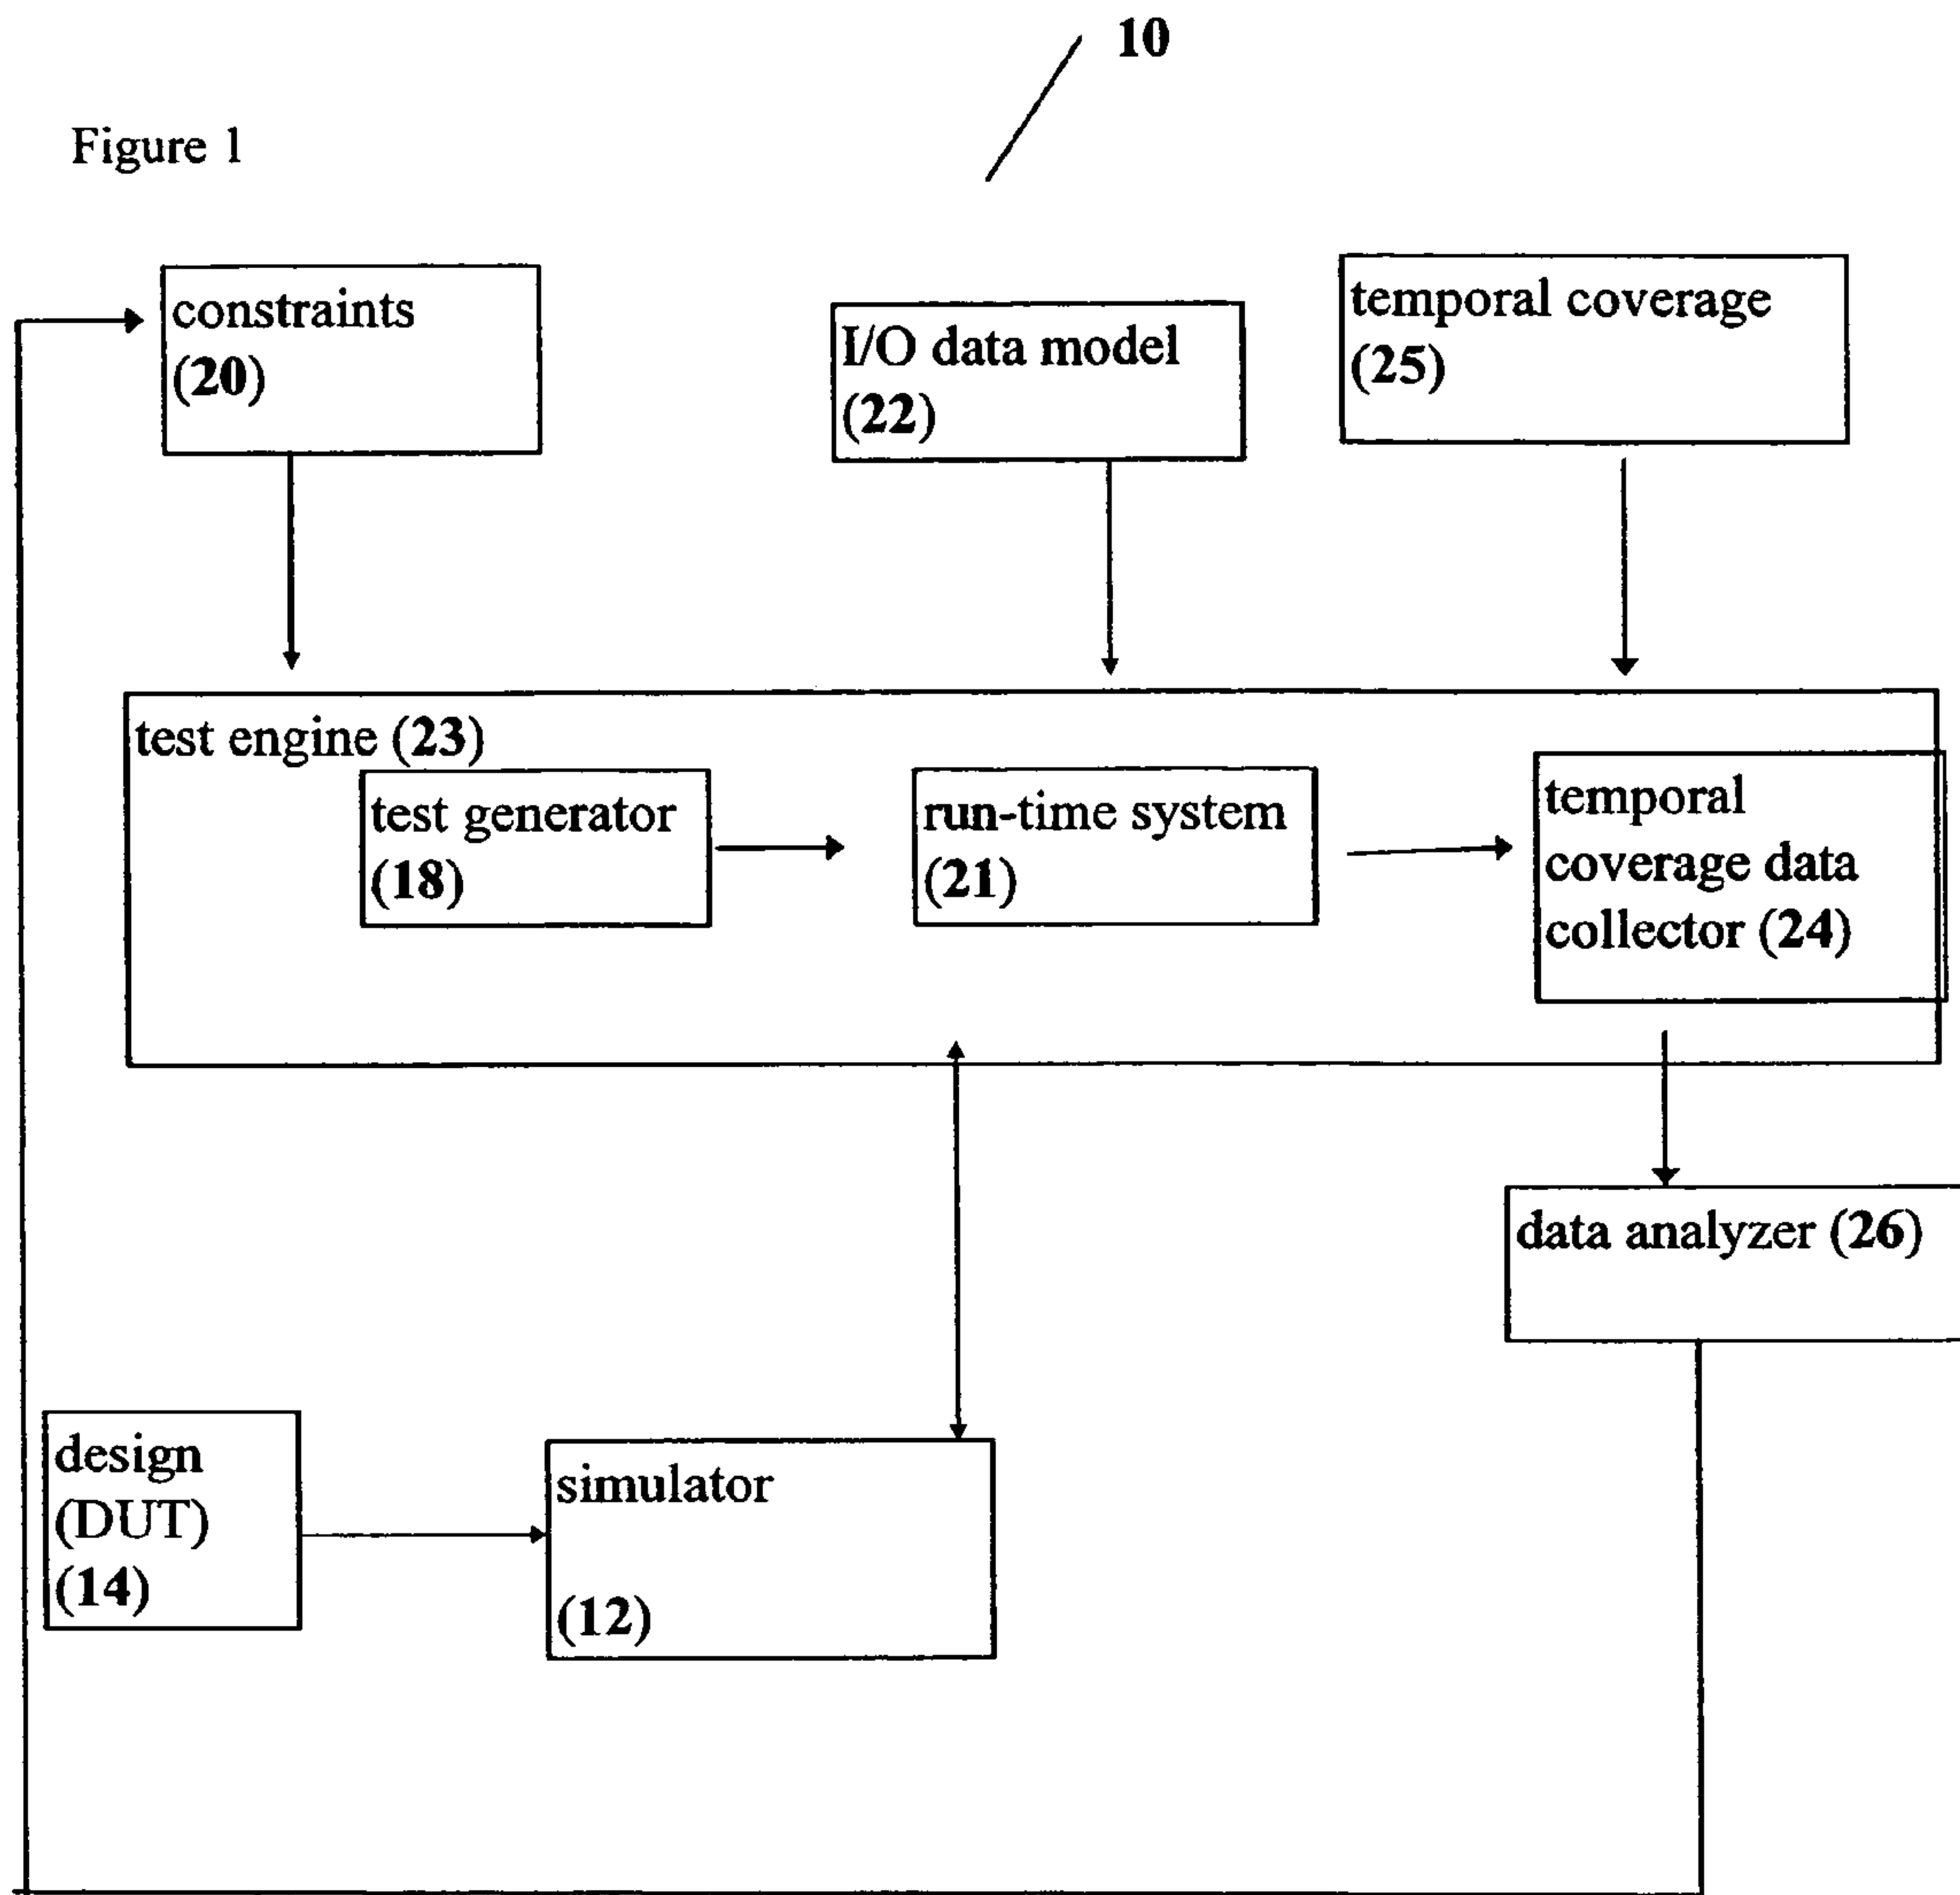 10
Figure 1
constraints
(20)
I/O data model
(22)
temporal coverage
(25)
test engine (23)
test generator
(18)
run-time system
(21)
temporal
coverage data
collector (24)
data analyzer (26)
design
(DUT)
(14)
simulator
(12)